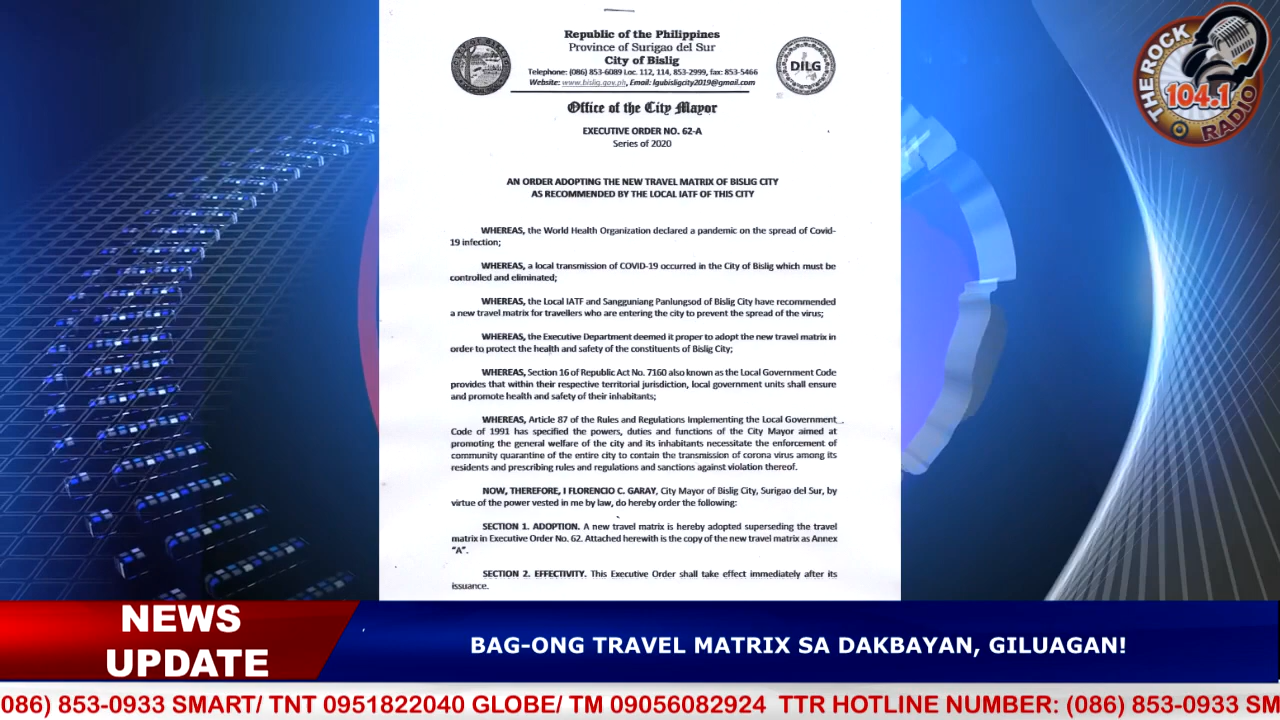 Republic of the Philippines
Province of Surigao del Sur
City of Bislig
Telephone: (086) 853-6089 Loc. 112, 114, 853-2999, fax: 853-5466
Website: www.bislig.gov.ph, Email: lgubisligcity2019@gmail.com
DILG
THE ROCK
104.1
RADIO
Office of the City Mayor
EXECUTIVE ORDER NO. 62-A
Series of 2020
AN ORDER ADOPTING THE NEW TRAVEL MATRIX OF BISLIG CITY
AS RECOMMENDED BY THE LOCAL IATF OF THIS CITY
WHEREAS, the World Health Organization declared a pandemic on the spread of Covid-
19 infection;
WHEREAS, a local transmission of COVID-19 occurred in the City of Bislig which must be
controlled and eliminated;
WHEREAS, the Local IATF and Sangguniang Panlungsod of Bislig City have recommended
a new travel matrix for travellers who are entering the city to prevent the spread of the virus;
WHEREAS, the Executive Department deemed it proper to adopt the new travel matrix in
order to protect the health and safety of the constituents of Bislig City;
WHEREAS, Section 16 of Republic Act No. 7160 also known as the Local Government Code
provides that within their respective territorial jurisdiction, local government units shall ensure
and promote health and safety of their inhabitants;
WHEREAS, Article 87 of the Rules and Regulations Implementing the Local Government
Code of 1991 has specified the powers, duties and functions of the City Mayor aimed at
promoting the general welfare of the city and its inhabitants necessitate the enforcement of
community quarantine of the entire city to contain the transmission of corona virus among its
residents and prescribing rules and regulations and sanctions against violation thereof.
NOW, THEREFORE, I FLORENCIO C. GARAY, City Mayor of Bislig City, Surigao del Sur, by
virtue of the power vested in me by law, do hereby order the following:
SECTION 1. ADOPTION. A new travel matrix is hereby adopted superseding the travel
matrix in Executive Order No. 62. Attached herewith is the copy of the new travel matrix as Annex
"A".
SECTION 2. EFFECTIVITY. This Executive Order shall take effect immediately after its
issuance.
NEWS
UPDATE
BAG-ONG TRAVEL MATRIX SA DAKBAYAN, GILUAGAN!
(086) 853-0933 SMART/ TNT 0951822040 GLOBE/ TM 09056082924 TTR HOTLINE NUMBER: (086) 853-0933 SM